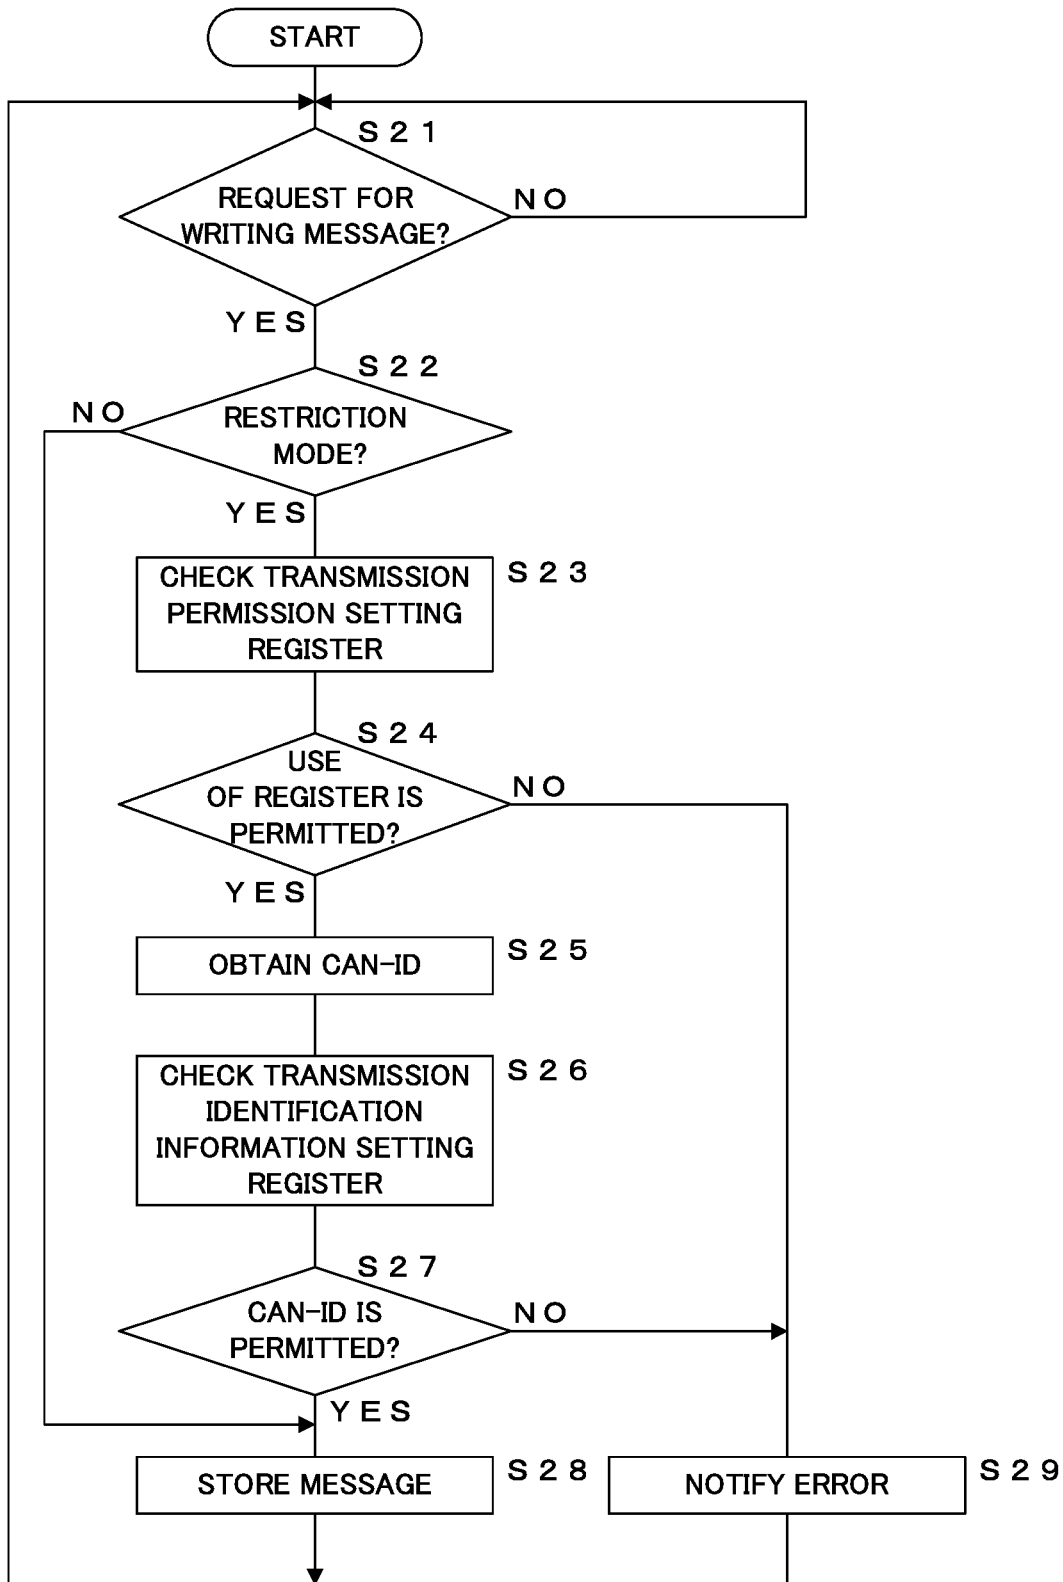 START
S21
REQUEST FOR
WRITING MESSAGE?
NO
YES
S22
NO
RESTRICTION
MODE?
YES
CHECK TRANSMISSION
PERMISSION SETTING
REGISTER
S23
S24
USE
OF REGISTER IS
PERMITTED?
NO
YES
OBTAIN CAN-ID
S25
CHECK TRANSMISSION
IDENTIFICATION
INFORMATION SETTING
REGISTER
S26
S27
CAN-ID IS
PERMITTED?
NO
YES
STORE MESSAGE
S28
NOTIFY ERROR
S29